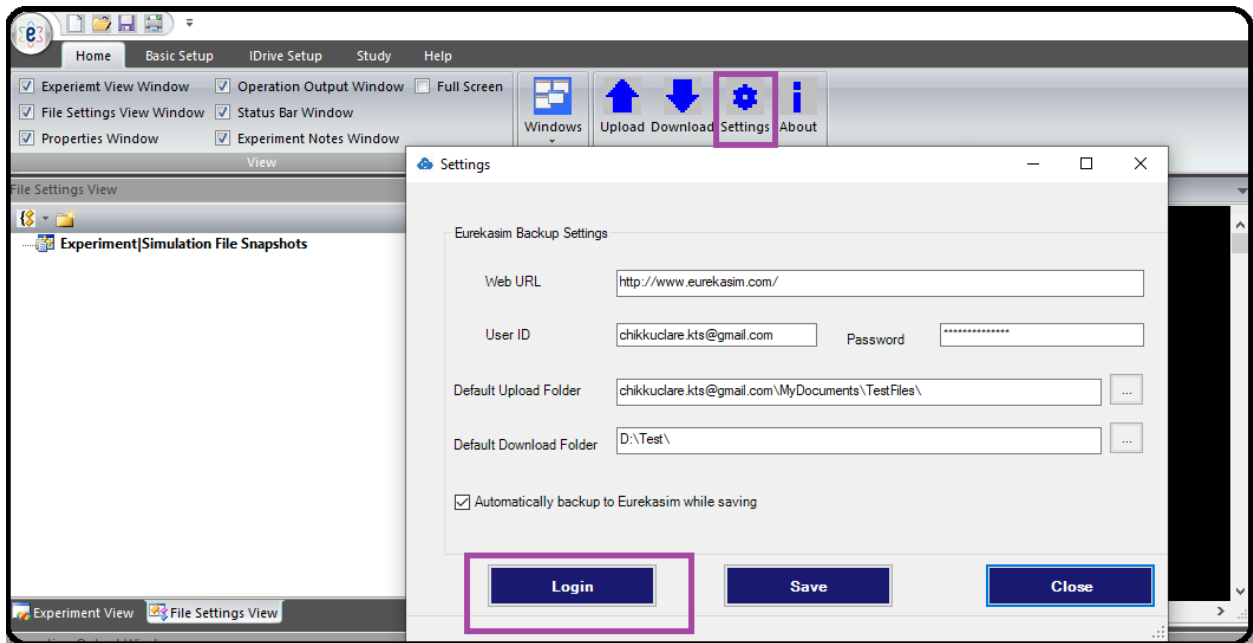 Home Basic Setup IDrive Setup Study Help
Experient View Window Operation Output Window Full Screen
File Settings View Window Status Bar Window
Properties Window Experiment Notes Window
View
Windows Upload Download Settings About
Settings
File Settings View
Experiment|Simulation File Snapshots
Eurekasim Backup Settings
Web URL http://www.eurekasim.com/
User ID chikkuclare.kts@gmail.com Password **************
Default Upload Folder chikkuclare.kts@gmail.com\MyDocuments\TestFiles\ ...
Default Download Folder D:\Test\ ...
Automatically backup to Eurekasim while saving
Login Save Close
Experiment View File Settings View